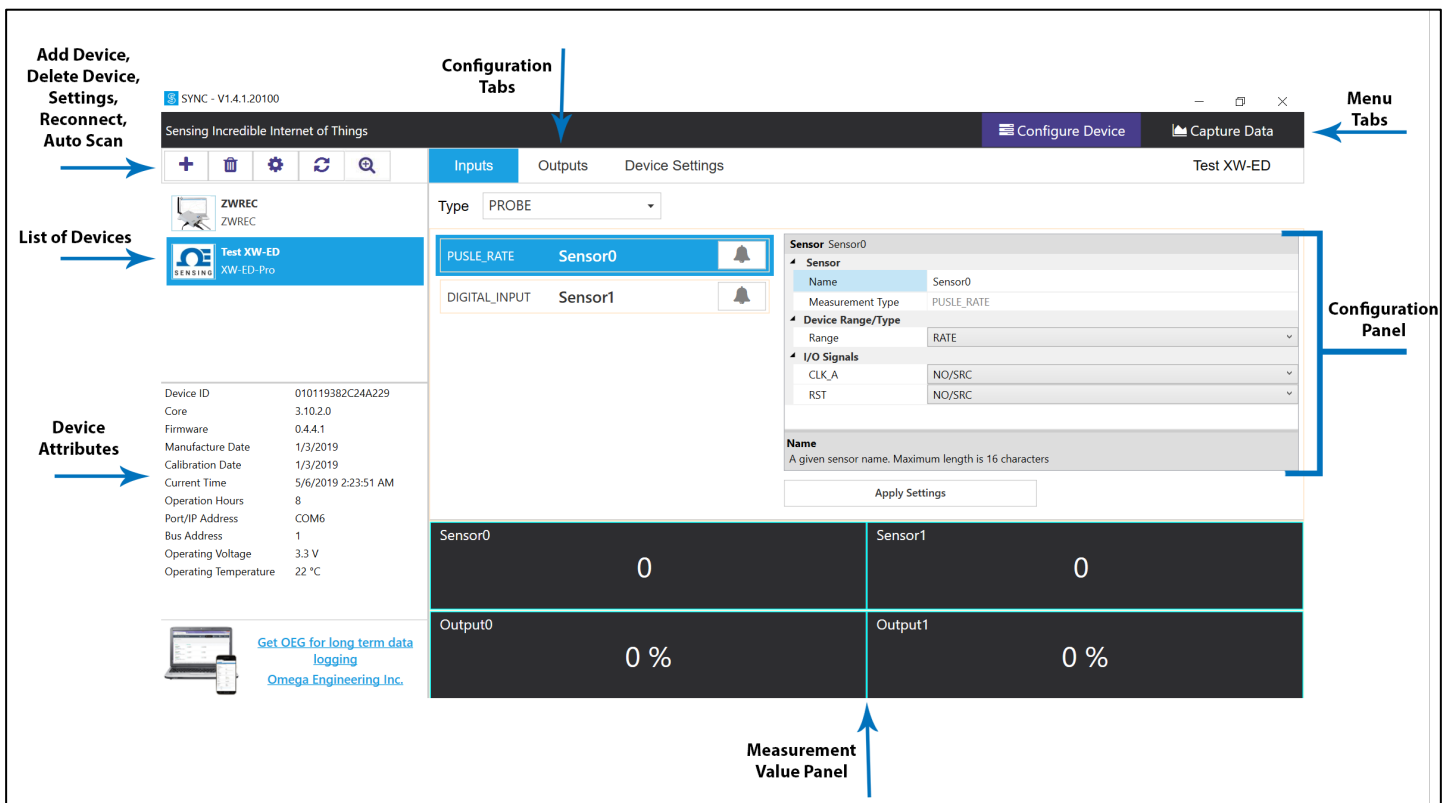 Add Device,
Delete Device,
Settings,
Reconnect,
Auto Scan
Configuration
Tabs
Menu
Tabs
List of Devices
Configuration
Panel
Device
Attributes
Measurement
Value Panel
S SYNC - V1.4.1.20100
Sensing Incredible Internet of Things
Configure Device
Capture Data
Inputs
Outputs
Device Settings
Test XW-ED
ZWREC
ZWREC
SENSING
Test XW-ED
XW-ED-Pro
Type PROBE
PUSLE_RATE Sensor0
DIGITAL_INPUT Sensor1
Sensor Sensor0
Sensor
Name Sensor0
Measurement Type PUSLE_RATE
Device Range/Type
Range RATE
I/O Signals
CLK_A NO/SRC
RST NO/SRC
Name
A given sensor name. Maximum length is 16 characters
Apply Settings
Device ID 010119382C24A229
Core 3.10.2.0
Firmware 0.4.4.1
Manufacture Date 1/3/2019
Calibration Date 1/3/2019
Current Time 5/6/2019 2:23:51 AM
Operation Hours 8
Port/IP Address COM6
Bus Address 1
Operating Voltage 3.3 V
Operating Temperature 22 °C
Get OEG for long term data
logging
Omega Engineering Inc.
Sensor0
0
Sensor1
0
Output0
0 %
Output1
0 %